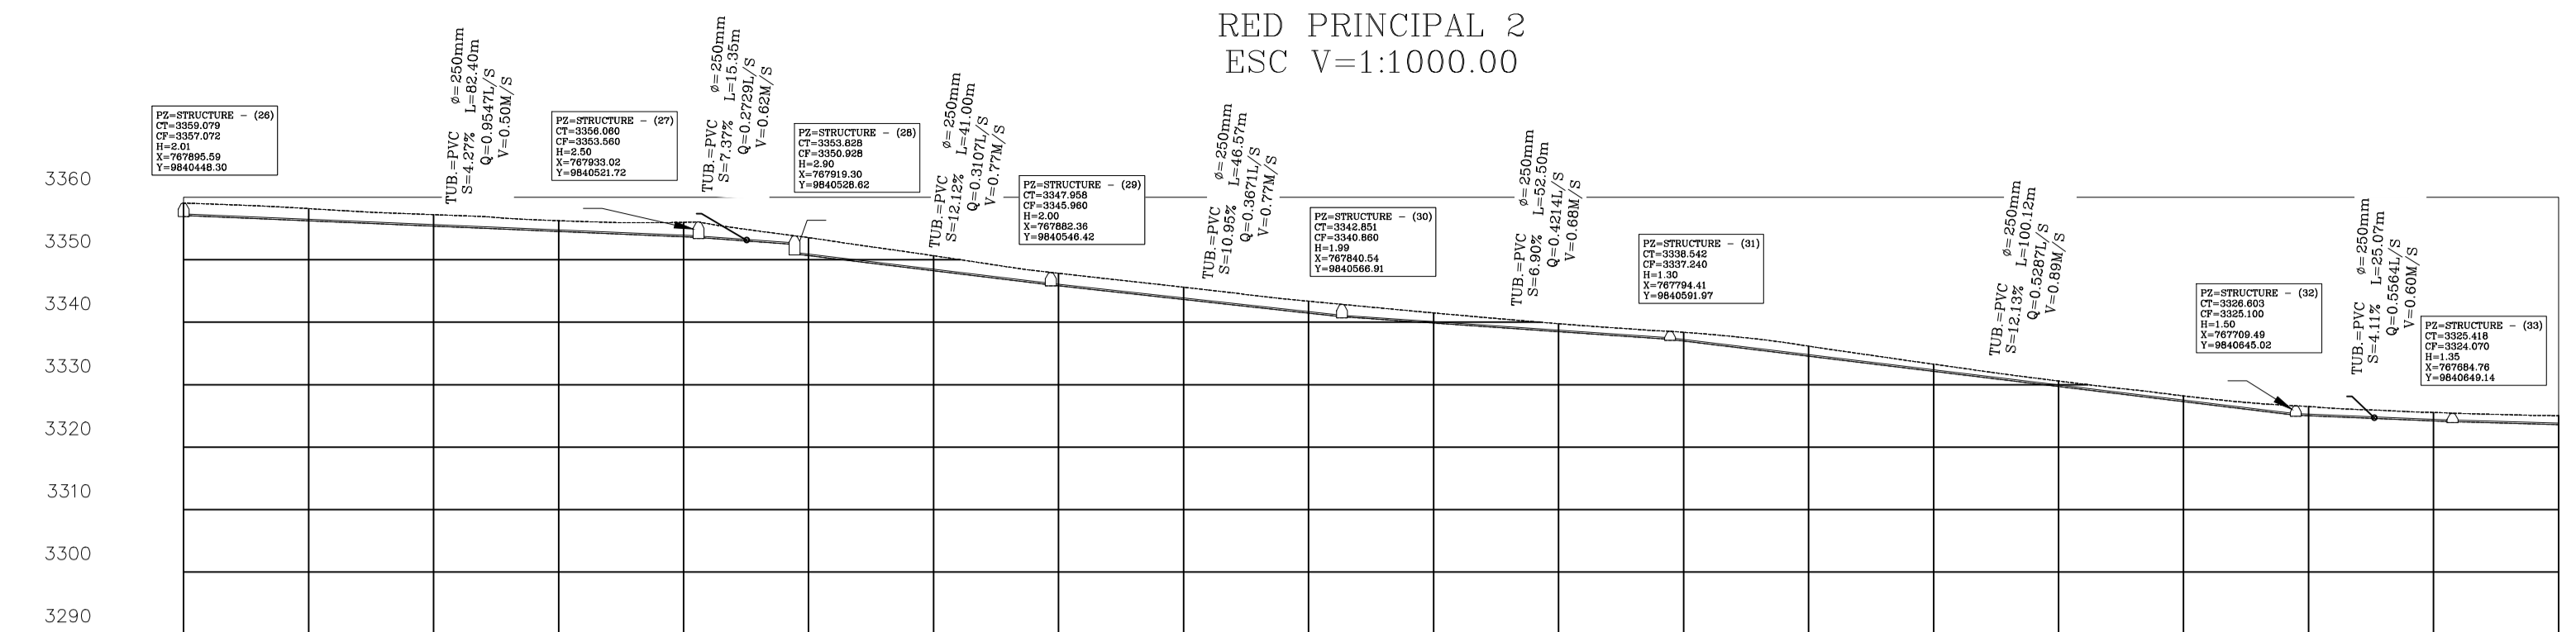 RED PRINCIPAL 2
ESC V=1:1000.00
PZ=STRUCTURE - (26)
CT=3359.079
CF=3357.072
H=2.01
X=767895.59
Y=9840448.30
TUB.=PVC ø=250mm
S=4.27% L=82.40m
Q=0.9547L/S
V=0.50M/S
PZ=STRUCTURE - (27)
CT=3356.060
CF=3353.560
H=2.50
X=767933.02
Y=9840521.72
TUB.=PVC ø=250mm
S=7.37% L=15.35m
Q=0.2729L/S
V=0.62M/S
PZ=STRUCTURE - (28)
CT=3353.828
CF=3350.928
H=2.90
X=767919.30
Y=9840528.62
TUB.=PVC ø=250mm
S=12.12% L=41.00m
Q=0.3107L/S
V=0.77M/S
PZ=STRUCTURE - (29)
CT=3347.958
CF=3345.960
H=2.00
X=767882.36
Y=9840546.42
TUB.=PVC ø=250mm
S=10.95% L=46.57m
Q=0.3671L/S
V=0.77M/S
PZ=STRUCTURE - (30)
CT=3342.851
CF=3340.860
H=1.99
X=767840.54
Y=9840566.91
TUB.=PVC ø=250mm
S=6.90% L=52.50m
Q=0.4214L/S
V=0.68M/S
PZ=STRUCTURE - (31)
CT=3338.542
CF=3337.240
H=1.30
X=767794.41
Y=9840591.97
TUB.=PVC ø=250mm
S=12.13% L=100.12m
Q=0.5287L/S
V=0.89M/S
PZ=STRUCTURE - (32)
CT=3326.603
CF=3325.100
H=1.50
X=767709.49
Y=9840645.02
TUB.=PVC ø=250mm
S=4.11% L=25.07m
Q=0.5564L/S
V=0.60M/S
PZ=STRUCTURE - (33)
CT=3325.418
CF=3324.070
H=1.35
X=767684.76
Y=9840649.14
3360
3350
3340
3330
3320
3310
3300
3290